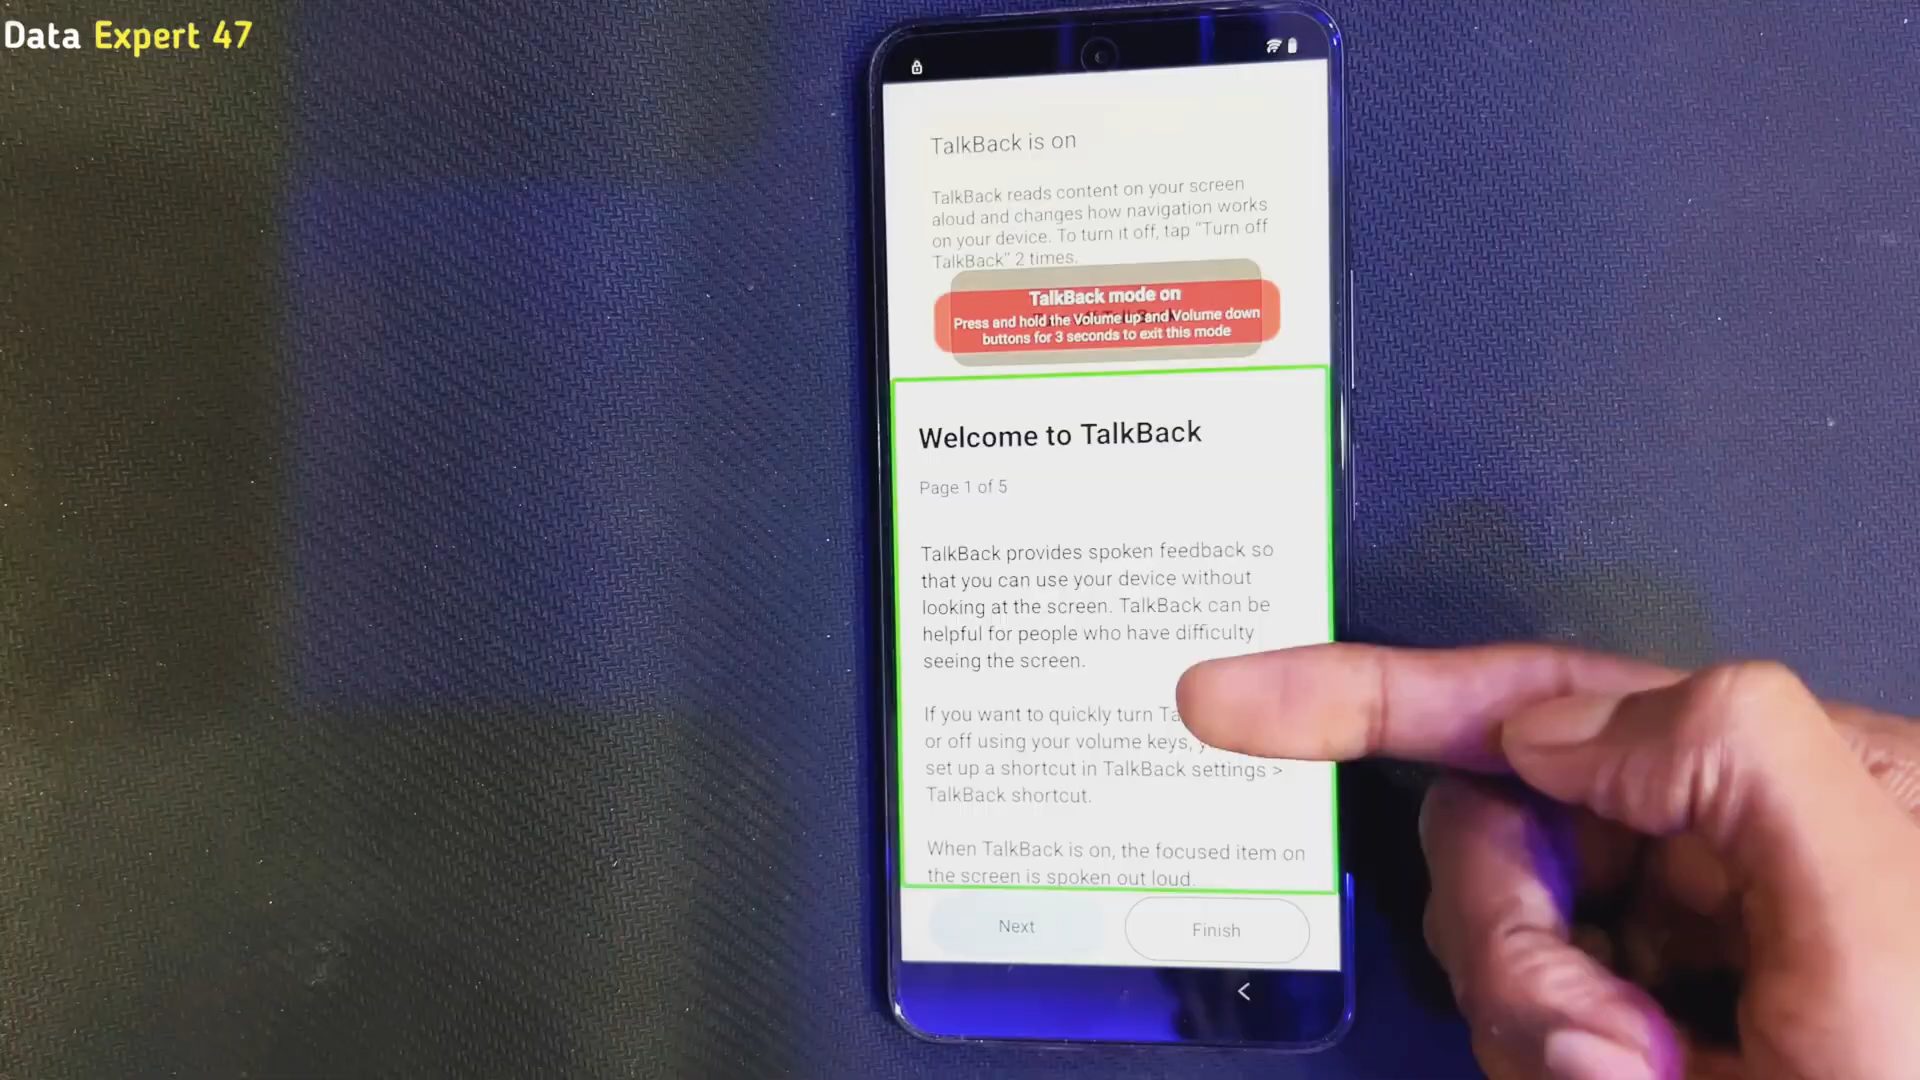 Data Expert 47
TalkBack is on
TalkBack reads content on your screen
aloud and changes how navigation works
on your device. To turn it off, tap "Turn off
TalkBack" 2 times.
TalkBack mode on
Press and hold the Volume up and Volume down
buttons for 3 seconds to exit this mode
Welcome to TalkBack
Page 1 of 5
TalkBack provides spoken feedback so
that you can use your device without
looking at the screen. TalkBack can be
helpful for people who have difficulty
seeing the screen.
If you want to quickly turn
or off using your volume keys,
set up a shortcut in TalkBack settings >
TalkBack shortcut.
When TalkBack is on, the focused item on
the screen is spoken out loud.
Next
Finish